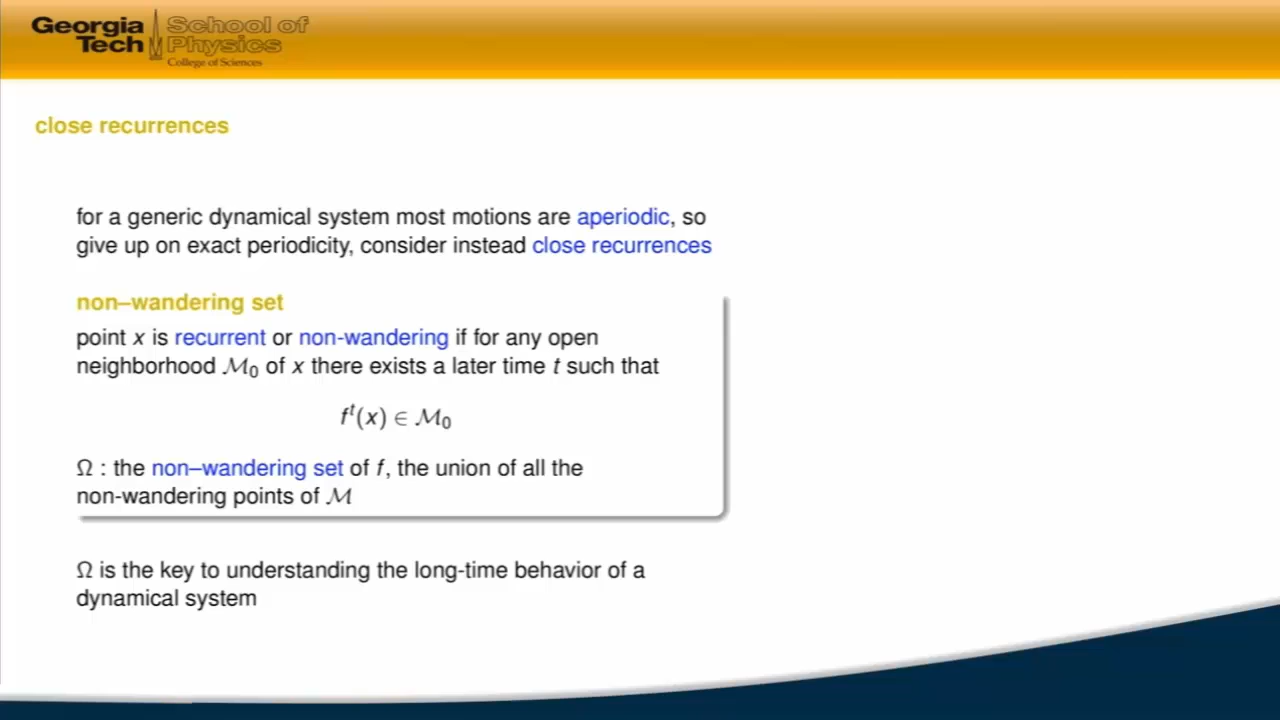 Georgia Tech
School of Physics
College of Sciences
close recurrences
for a generic dynamical system most motions are aperiodic, so
give up on exact periodicity, consider instead close recurrences
non–wandering set
point x is recurrent or non-wandering if for any open
neighborhood ℳ₀ of x there exists a later time t such that
fᵗ(x) ∈ ℳ₀
Ω : the non–wandering set of f, the union of all the
non-wandering points of ℳ
Ω is the key to understanding the long-time behavior of a
dynamical system